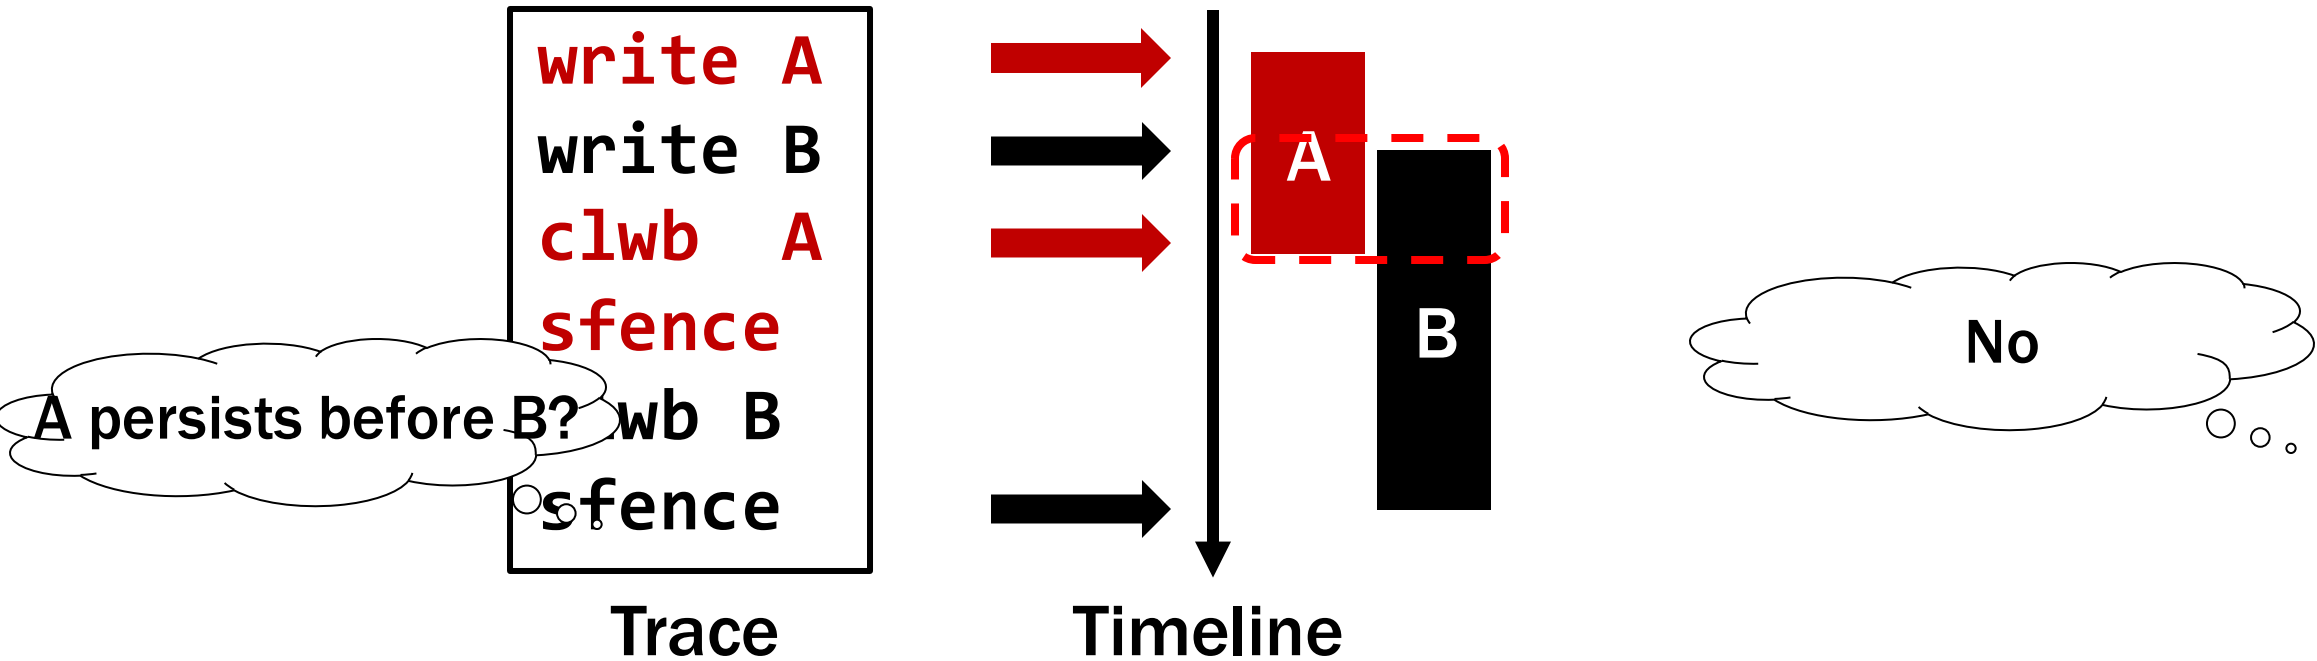 write A
write B
clwb A
sfence
A persists before B?
wb B
sfence
A
B
No
Trace
Timeline